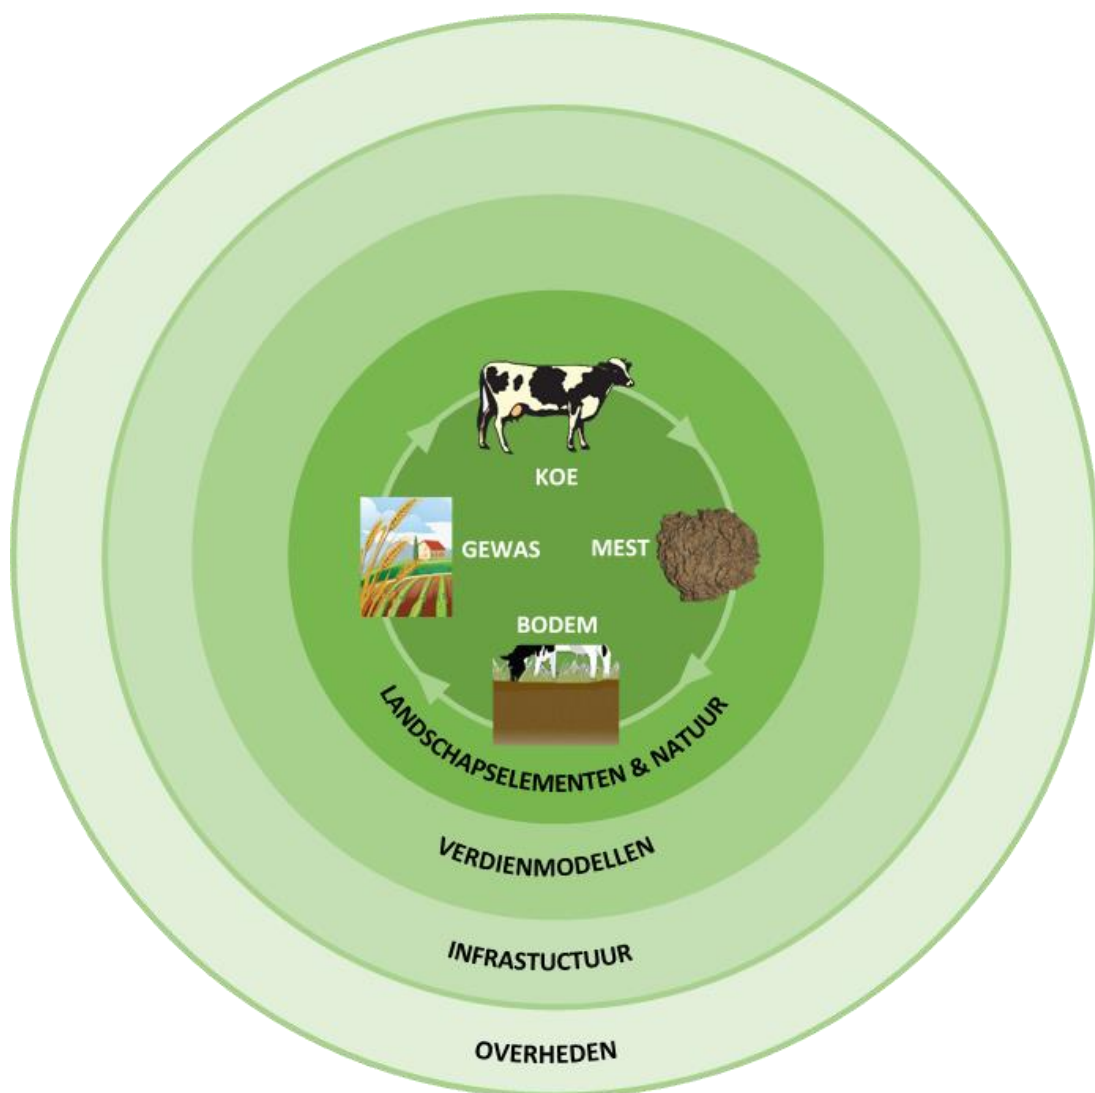 KOE
GEWAS
MEST
BODEM
LANDSCHAPSELEMENTEN & NATUUR
VERDIENMODELLEN
INFRASTUCTUUR
OVERHEDEN